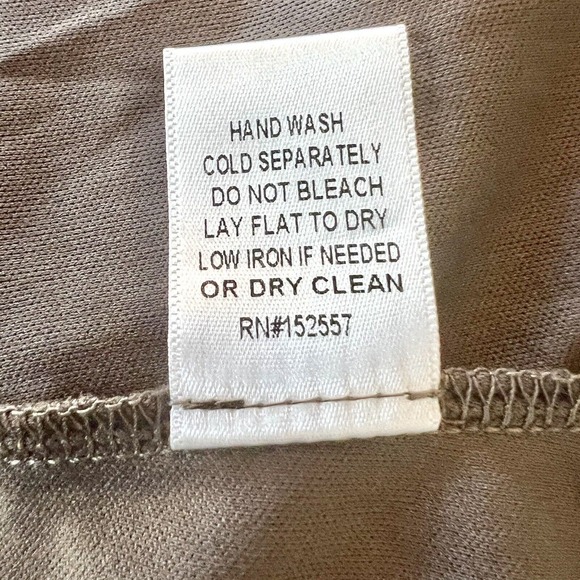 HAND WASH
COLD SEPARATELY
DO NOT BLEACH
LAY FLAT TO DRY
LOW IRON IF NEEDED
OR DRY CLEAN
RN#152557